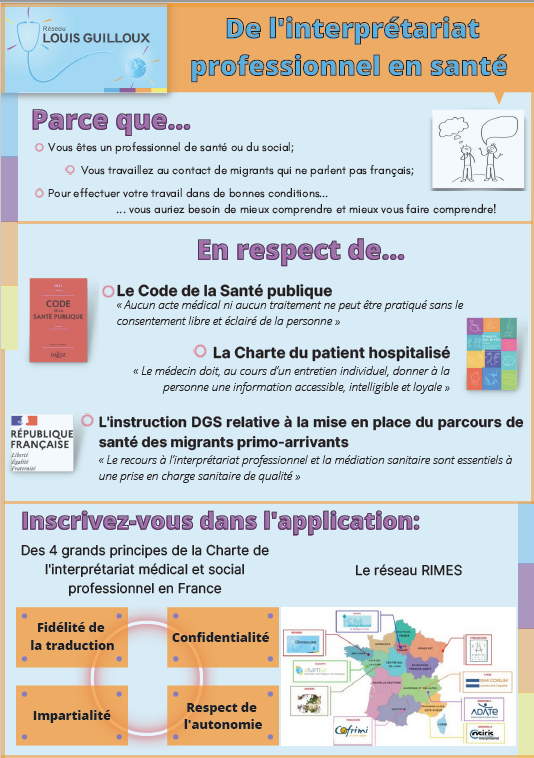 Réseau
LOUIS GUILLOUX
De l'interprétariat
professionnel en santé
Parce que...
Vous êtes un professionnel de santé ou du social;
Vous travaillez au contact de migrants qui ne parlent pas français;
Pour effectuer votre travail dans de bonnes conditions...
... vous auriez besoin de mieux comprendre et mieux vous faire comprendre!
En respect de...
CODE
DE LA
SANTÉ PUBLIQUE
DALLOZ
Le Code de la Santé publique
« Aucun acte médical ni aucun traitement ne peut être pratiqué sans le
consentement libre et éclairé de la personne »
La Charte du patient hospitalisé
« Le médecin doit, au cours d'un entretien individuel, donner à la
personne une information accessible, intelligible et loyale »
RÉPUBLIQUE
FRANÇAISE
Liberté
Égalité
Fraternité
L'instruction DGS relative à la mise en place du parcours de
santé des migrants primo-arrivants
« Le recours à l'interprétariat professionnel et la médiation sanitaire sont essentiels à
une prise en charge sanitaire de qualité »
Inscrivez-vous dans l'application:
Des 4 grands principes de la Charte de
l'interprétariat médical et social
professionnel en France
Le réseau RIMES
Fidélité de
la traduction
Confidentialité
Impartialité
Respect de
l'autonomie
ISM CORUM
ADATE
Cofrimi
osiris